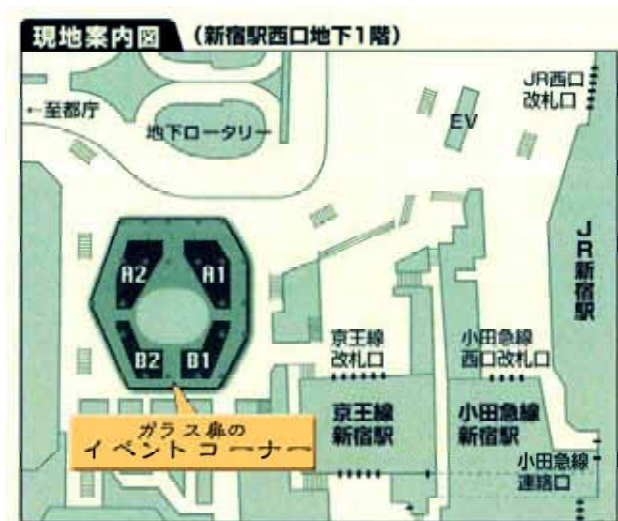 現地案内図 (新宿駅西口地下1階)
JR西口
改札口
←至都庁
地下ロータリー
EV
A2
A1
JR新宿駅
B2
B1
京王線
改札口
小田急線
西口改札口
京王線
新宿駅
小田急線
新宿駅
ガラス扉の
イベントコーナー
小田急線
連絡口